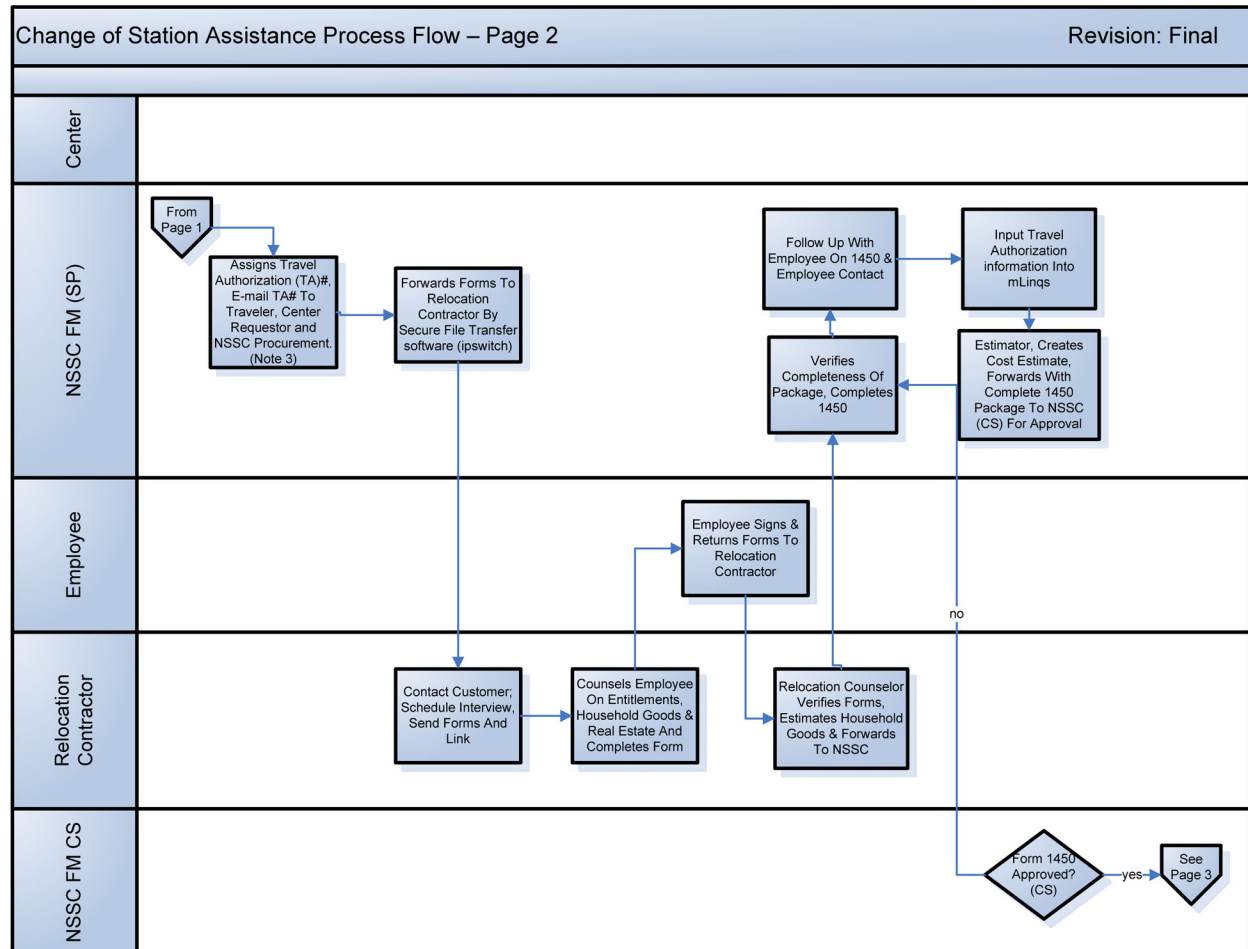 Change of Station Assistance Process Flow – Page 2
Revision: Final
Center
NSSC FM (SP)
From
Page 1
Assigns Travel
Authorization (TA)#,
E-mail TA# To
Traveler, Center
Requestor and
NSSC Procurement.
(Note 3)
Forwards Forms To
Relocation
Contractor By
Secure File Transfer
software (ipswitch)
Follow Up With
Employee On 1450 &
Employee Contact
Input Travel
Authorization
information Into
mLinqs
Verifies
Completeness Of
Package, Completes
1450
Estimator, Creates
Cost Estimate,
Forwards With
Complete 1450
Package To NSSC
(CS) For Approval
Employee
Employee Signs &
Returns Forms To
Relocation
Contractor
no
Relocation
Contractor
Contact Customer;
Schedule Interview,
Send Forms And
Link
Counsels Employee
On Entitlements,
Household Goods &
Real Estate And
Completes Form
Relocation Counselor
Verifies Forms,
Estimates Household
Goods & Forwards
To NSSC
NSSC FM CS
Form 1450
Approved?
(CS)
yes
See
Page 3